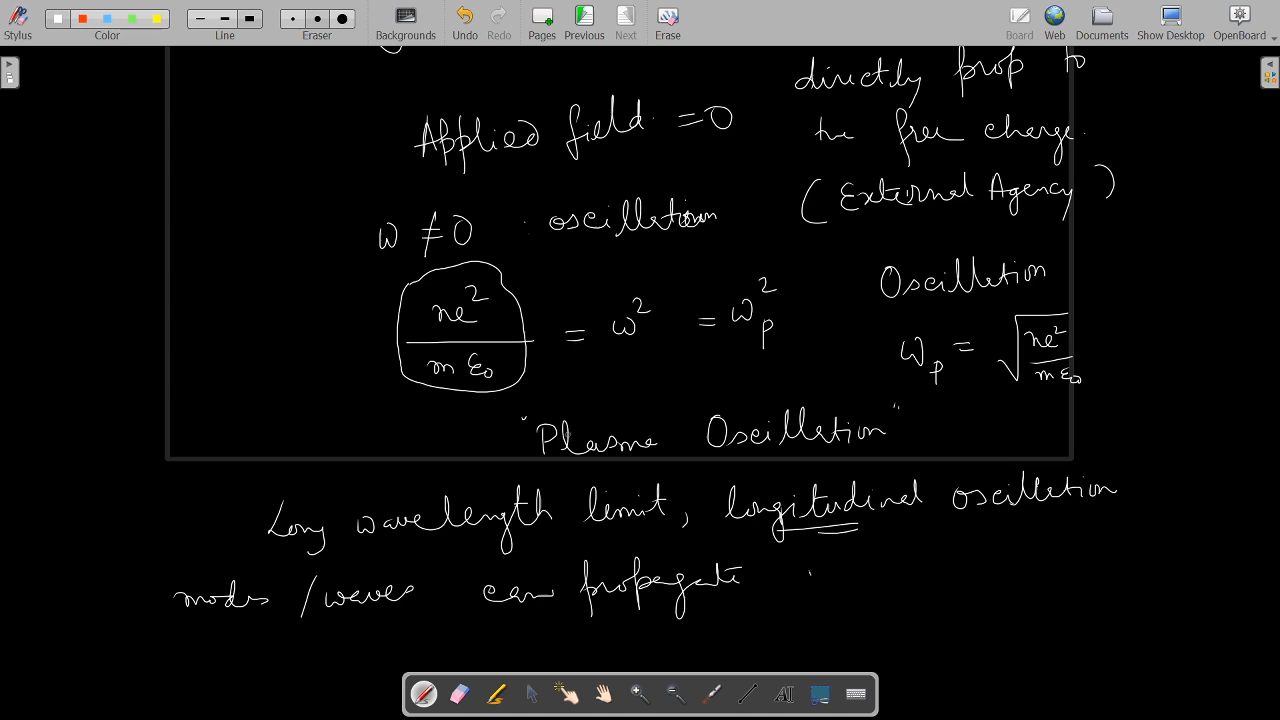 Stylus
Color
Line
Eraser
Backgrounds
Undo
Redo
Pages
Previous
Next
Erase
Board
Web
Documents
Show Desktop
OpenBoard
directly prop to
the free charge.
(External Agency)
Applied field = 0
ω ≠ 0 oscillation
ne²/mε₀ = ω² = ωp²
Oscillation
ωp = √(ne²/mε₀)
"Plasma Oscillation"
Long wavelength limit, longitudinal oscillation
modes/waves can propagate